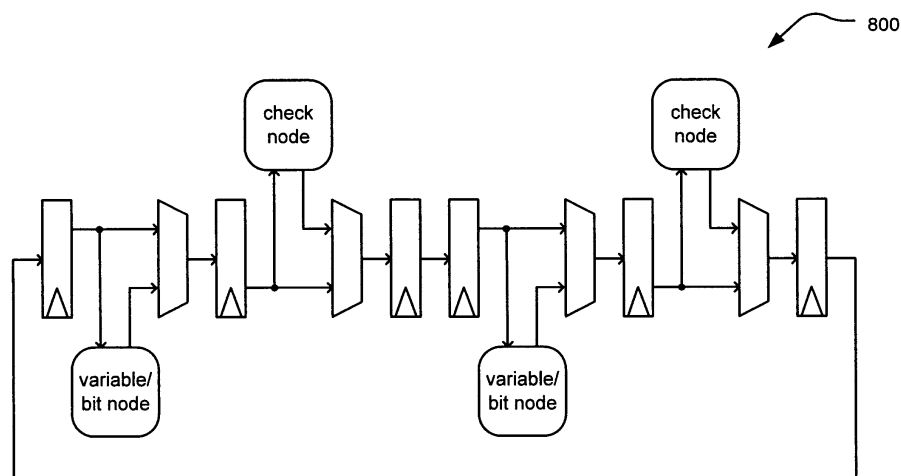 800
check
node
check
node
variable/
bit node
variable/
bit node